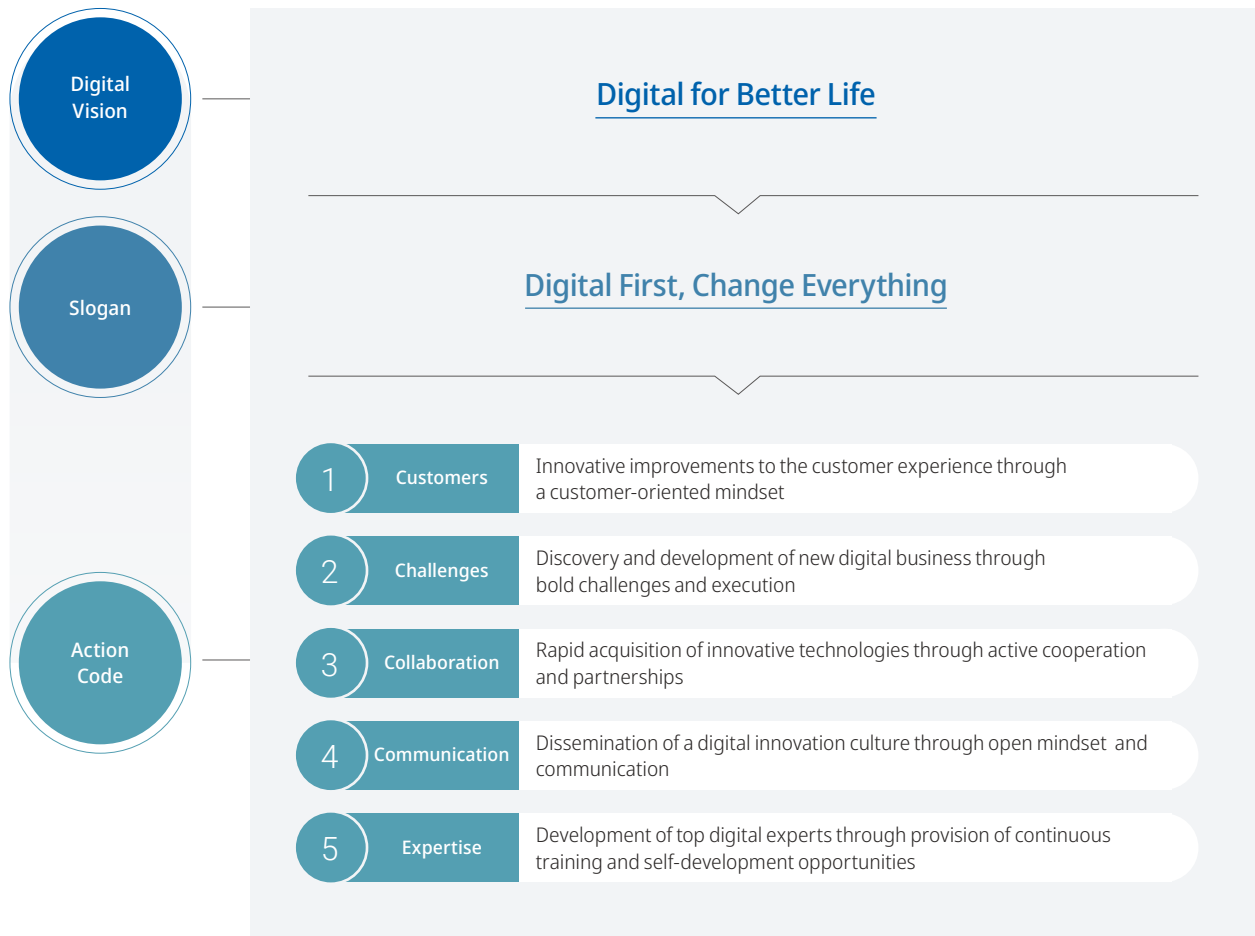 Digital
Vision
Digital for Better Life
Slogan
Digital First, Change Everything
Action
Code
1
Customers
Innovative improvements to the customer experience through
a customer-oriented mindset
2
Challenges
Discovery and development of new digital business through
bold challenges and execution
3
Collaboration
Rapid acquisition of innovative technologies through active cooperation
and partnerships
4
Communication
Dissemination of a digital innovation culture through open mindset and
communication
5
Expertise
Development of top digital experts through provision of continuous
training and self-development opportunities